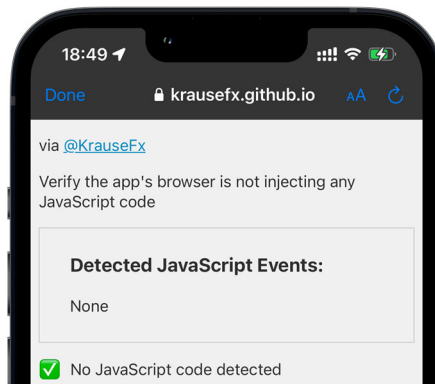 18:49
Done krausefx.github.io AA
via @KrauseFx
Verify the app's browser is not injecting any
JavaScript code
Detected JavaScript Events:
None
No JavaScript code detected